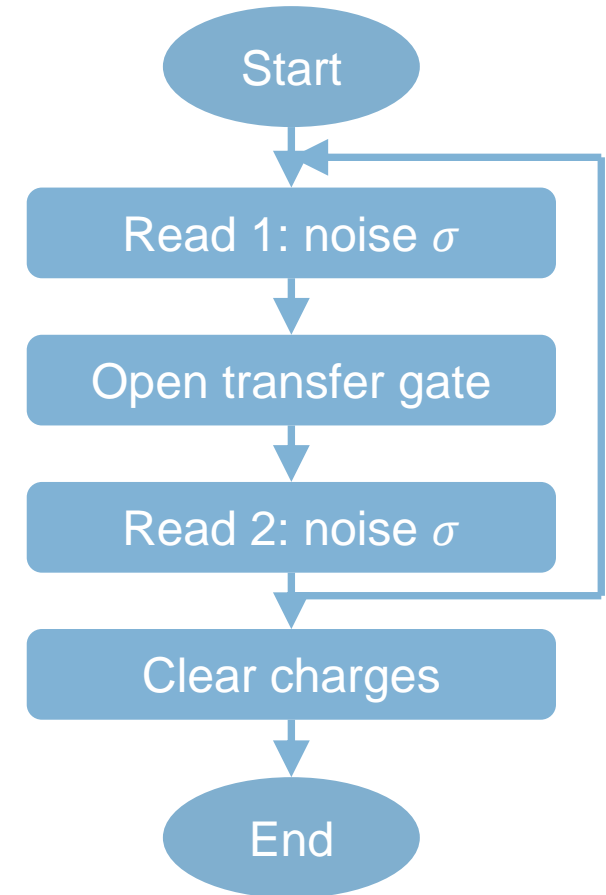 Start
Read 1: noise 𝜎
Open transfer gate
Read 2: noise 𝜎
Clear charges
End